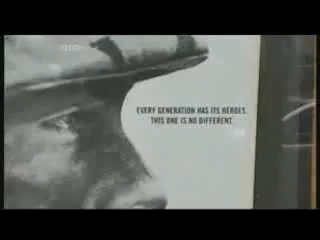 EVERY GENERATION HAS ITS HEROES.
THIS ONE IS NO DIFFERENT.